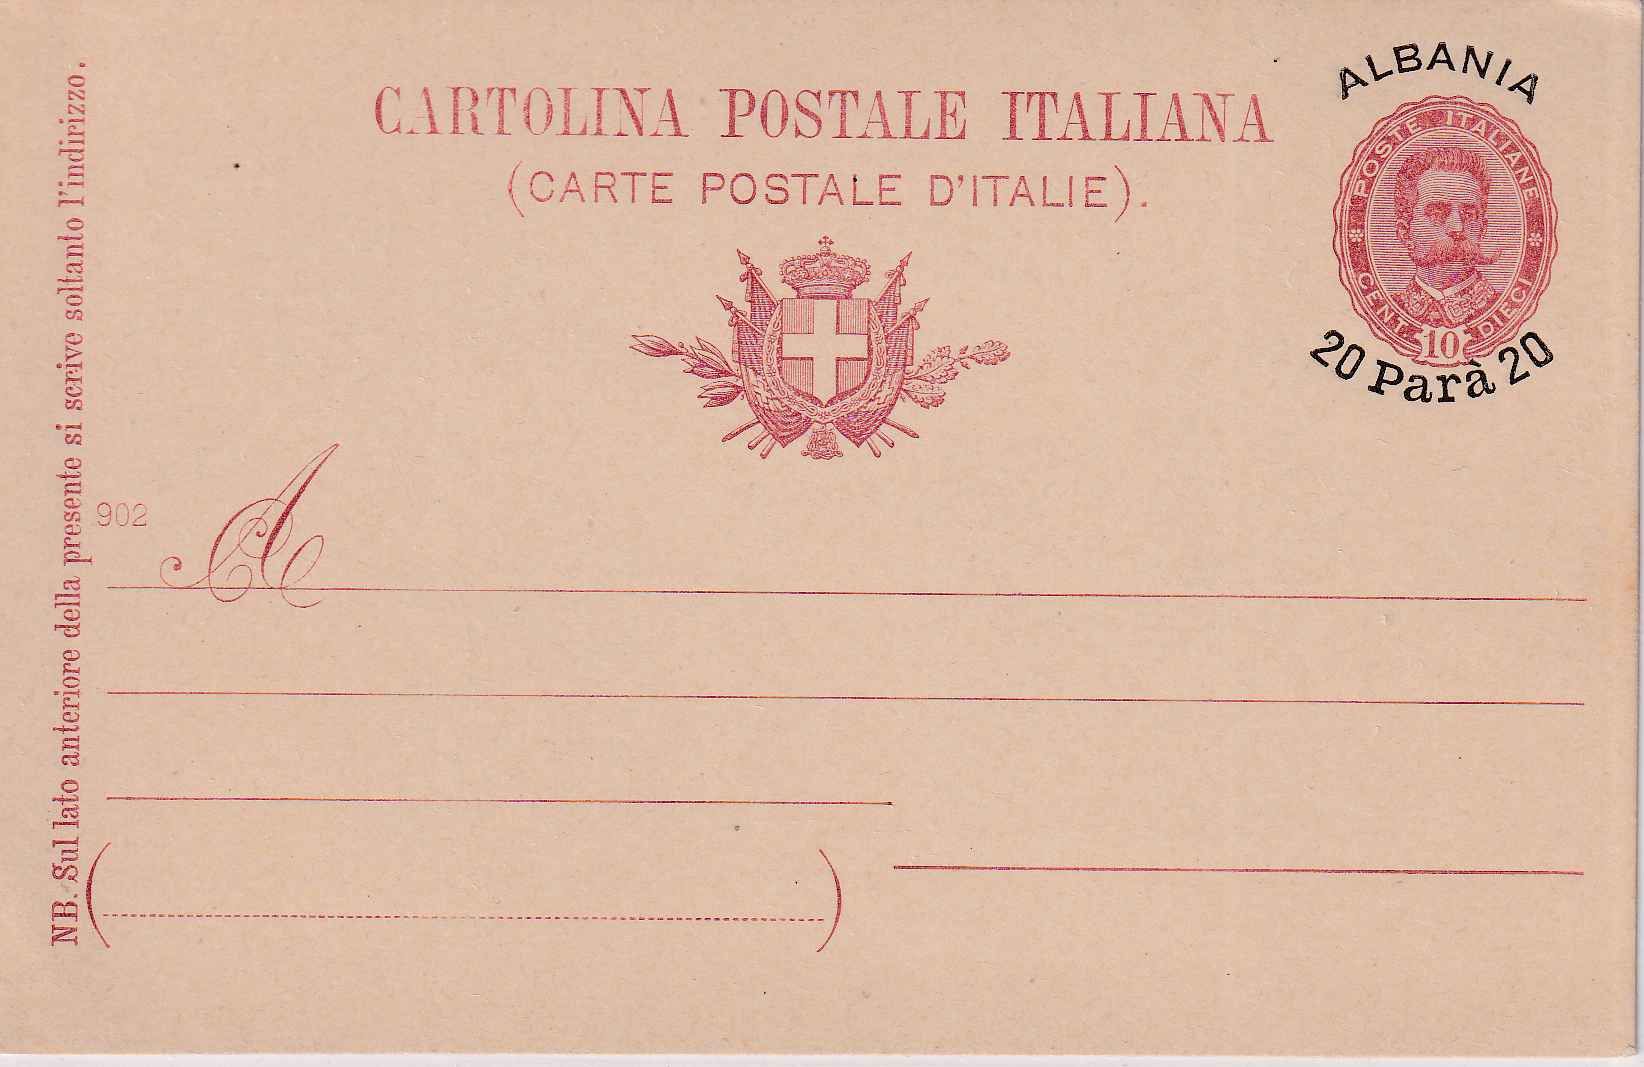 CARTOLINA POSTALE ITALIANA
(CARTE POSTALE D'ITALIE).
ALBANIA
POSTE ITALIANE
CENT. DIECI
10
20 Parà 20
NB. Sul lato anteriore della presente si scrive soltanto l'indirizzo.
902
A